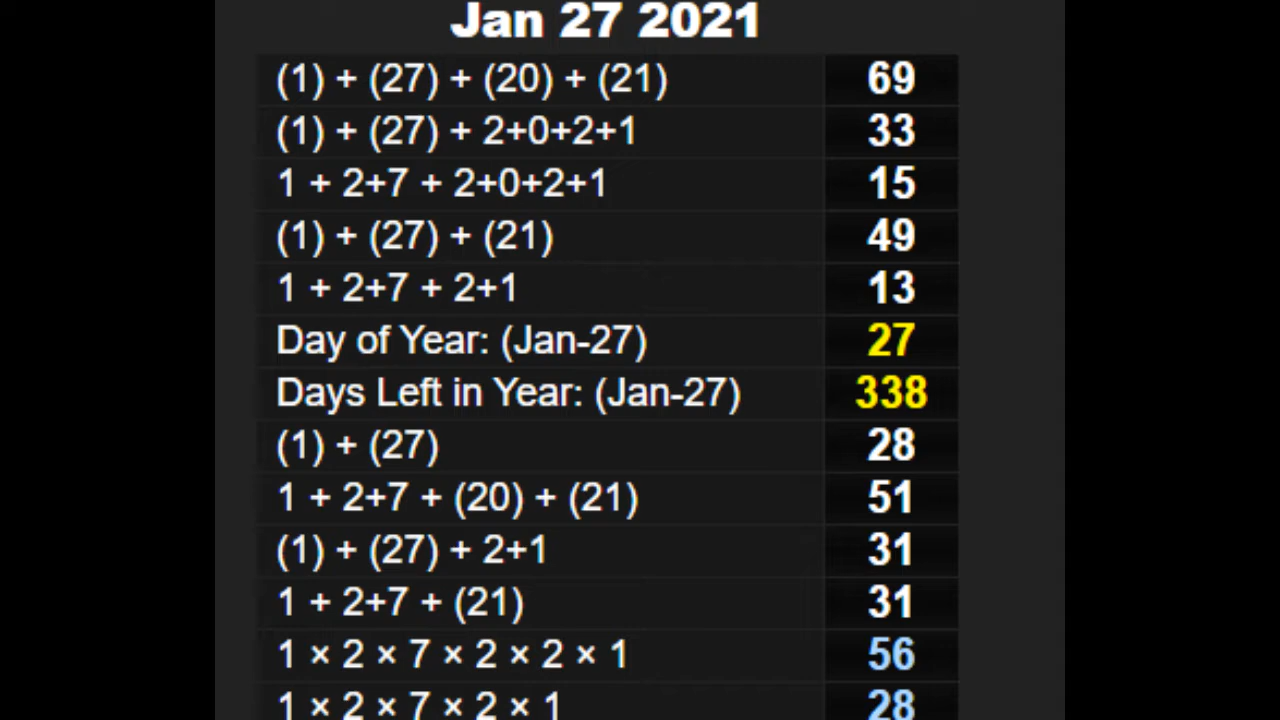 Jan 27 2021
(1) + (27) + (20) + (21) 69
(1) + (27) + 2+0+2+1 33
1 + 2+7 + 2+0+2+1 15
(1) + (27) + (21) 49
1 + 2+7 + 2+1 13
Day of Year: (Jan-27) 27
Days Left in Year: (Jan-27) 338
(1) + (27) 28
1 + 2+7 + (20) + (21) 51
(1) + (27) + 2+1 31
1 + 2+7 + (21) 31
1 × 2 × 7 × 2 × 2 × 1 56
1 × 2 × 7 × 2 × 1 28